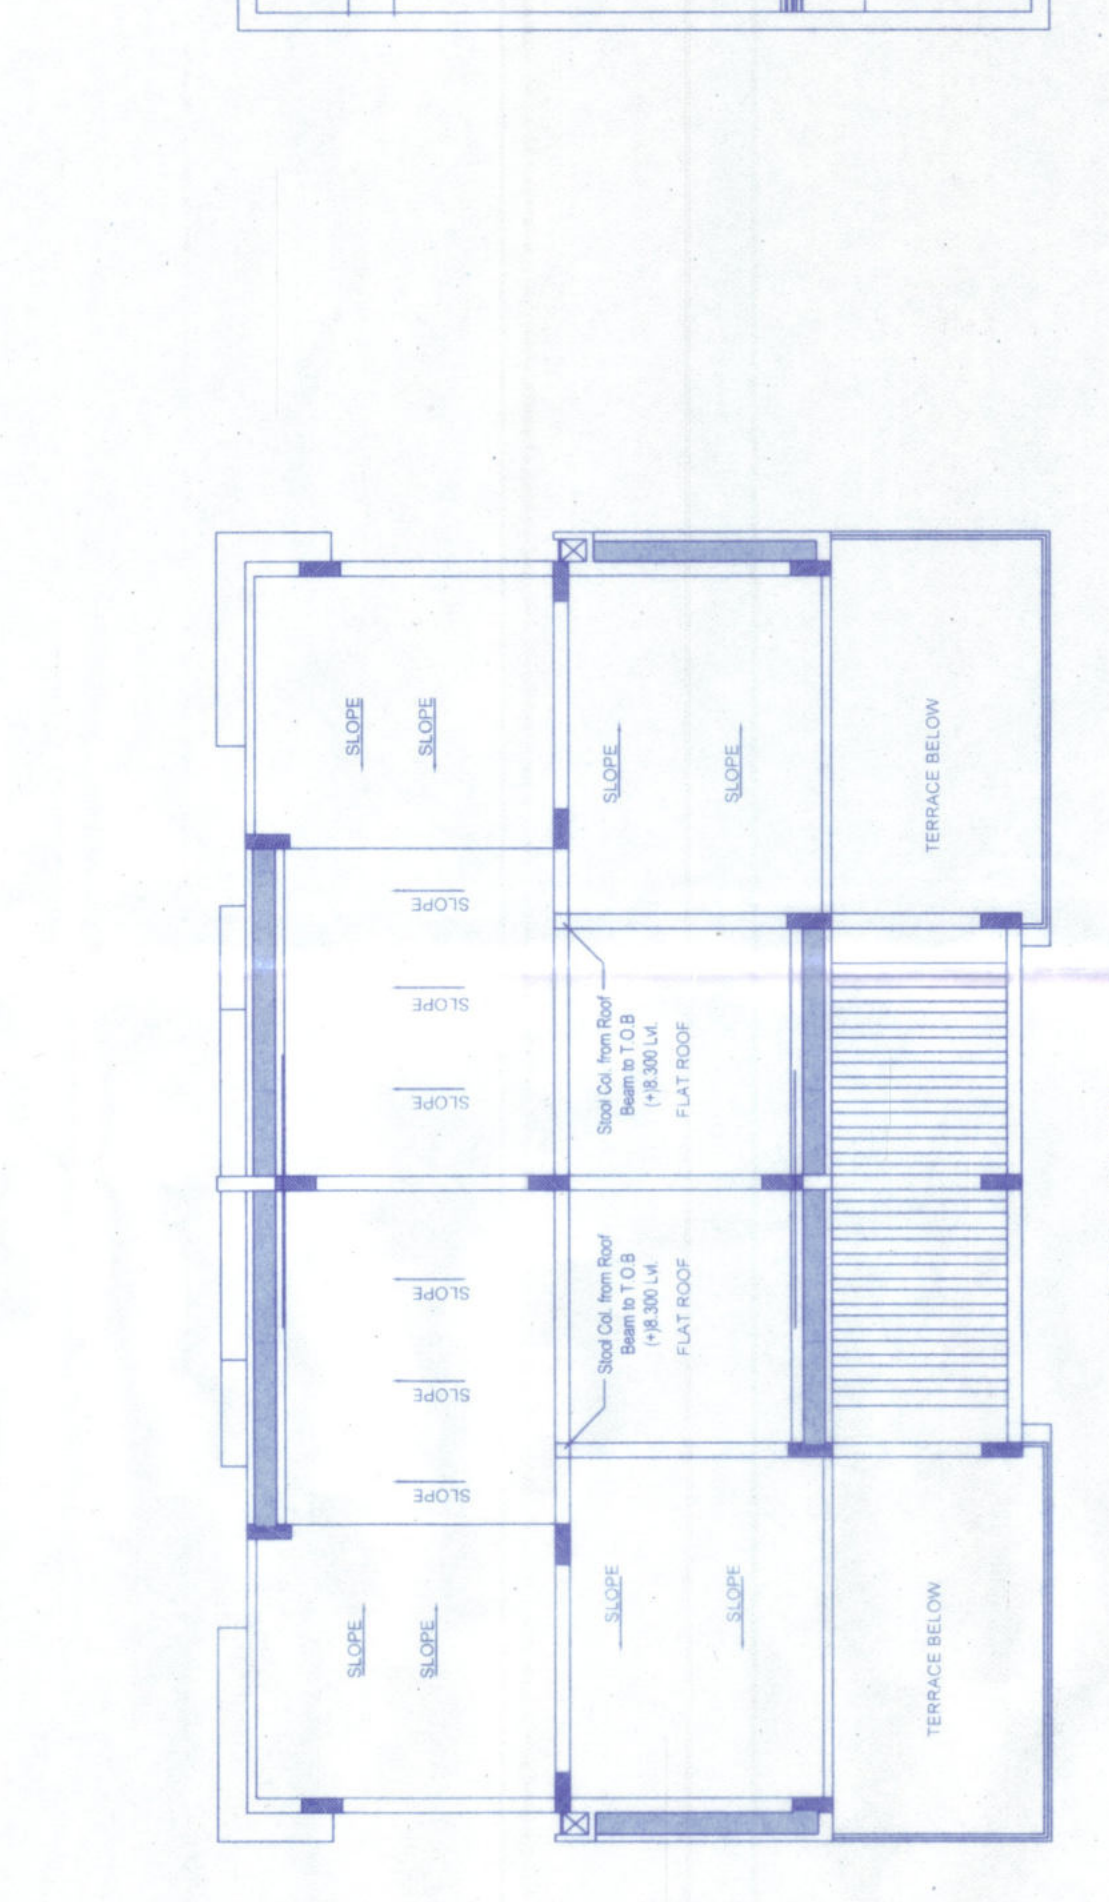 SLOPE
SLOPE
SLOPE
SLOPE
TERRACE BELOW
SLOPE
SLOPE
SLOPE
Stool Col. from Roof
Beam to T.O.B
(+)8.300 Lvl.
FLAT ROOF
SLOPE
SLOPE
SLOPE
Stool Col. from Roof
Beam to T.O.B
(+)8.300 Lvl.
FLAT ROOF
SLOPE
SLOPE
SLOPE
SLOPE
TERRACE BELOW